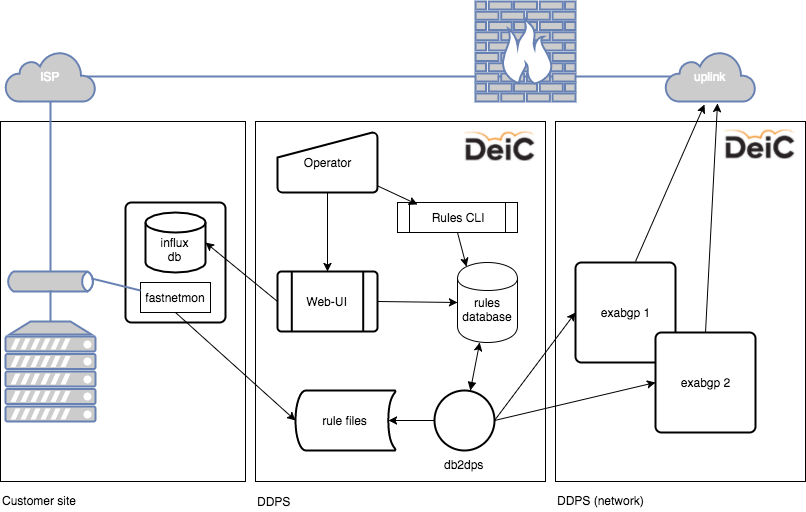 ISP
uplink
DeiC
DeiC
Operator
Rules CLI
influx
db
fastnetmon
Web-UI
rules
database
exabgp 1
exabgp 2
rule files
db2dps
Customer site
DDPS
DDPS (network)